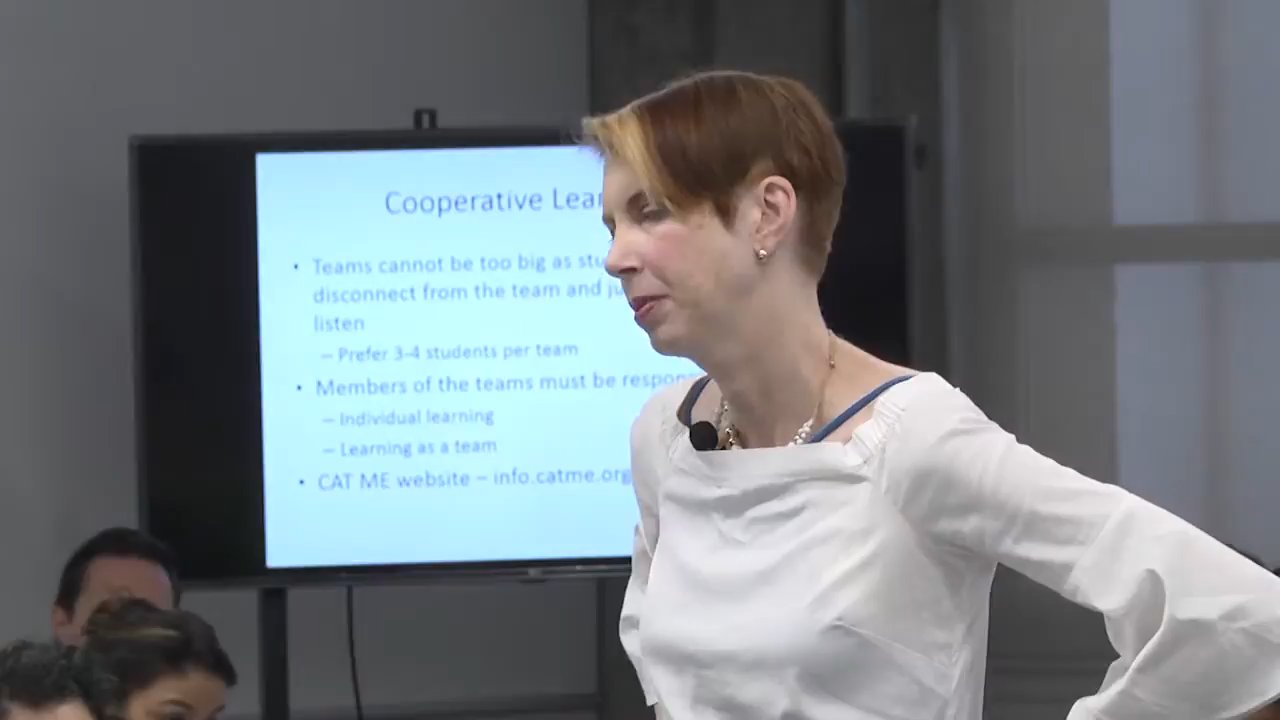 Cooperative Lear
• Teams cannot be too big as stu
disconnect from the team and ju
listen
– Prefer 3-4 students per team
• Members of the teams must be respon
– Individual learning
– Learning as a team
• CAT ME website – info.catme.org